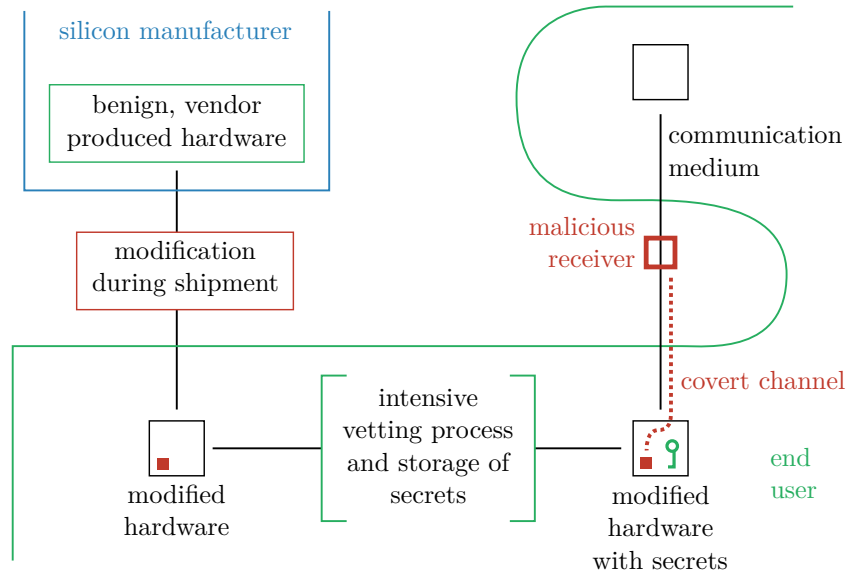 silicon manufacturer
benign, vendor
produced hardware
modification
during shipment
modified
hardware
intensive
vetting process
and storage of
secrets
communication
medium
malicious
receiver
covert channel
modified
hardware
with secrets
end
user